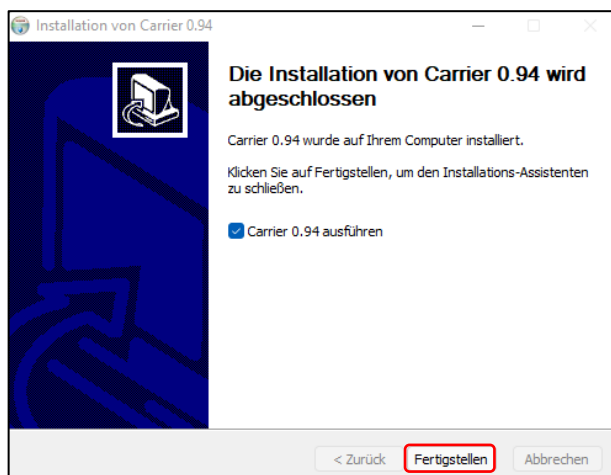 Installation von Carrier 0.94
Die Installation von Carrier 0.94 wird
abgeschlossen
Carrier 0.94 wurde auf Ihrem Computer installiert.
Klicken Sie auf Fertigstellen, um den Installations-Assistenten
zu schließen.
Carrier 0.94 ausführen
< Zurück Fertigstellen Abbrechen